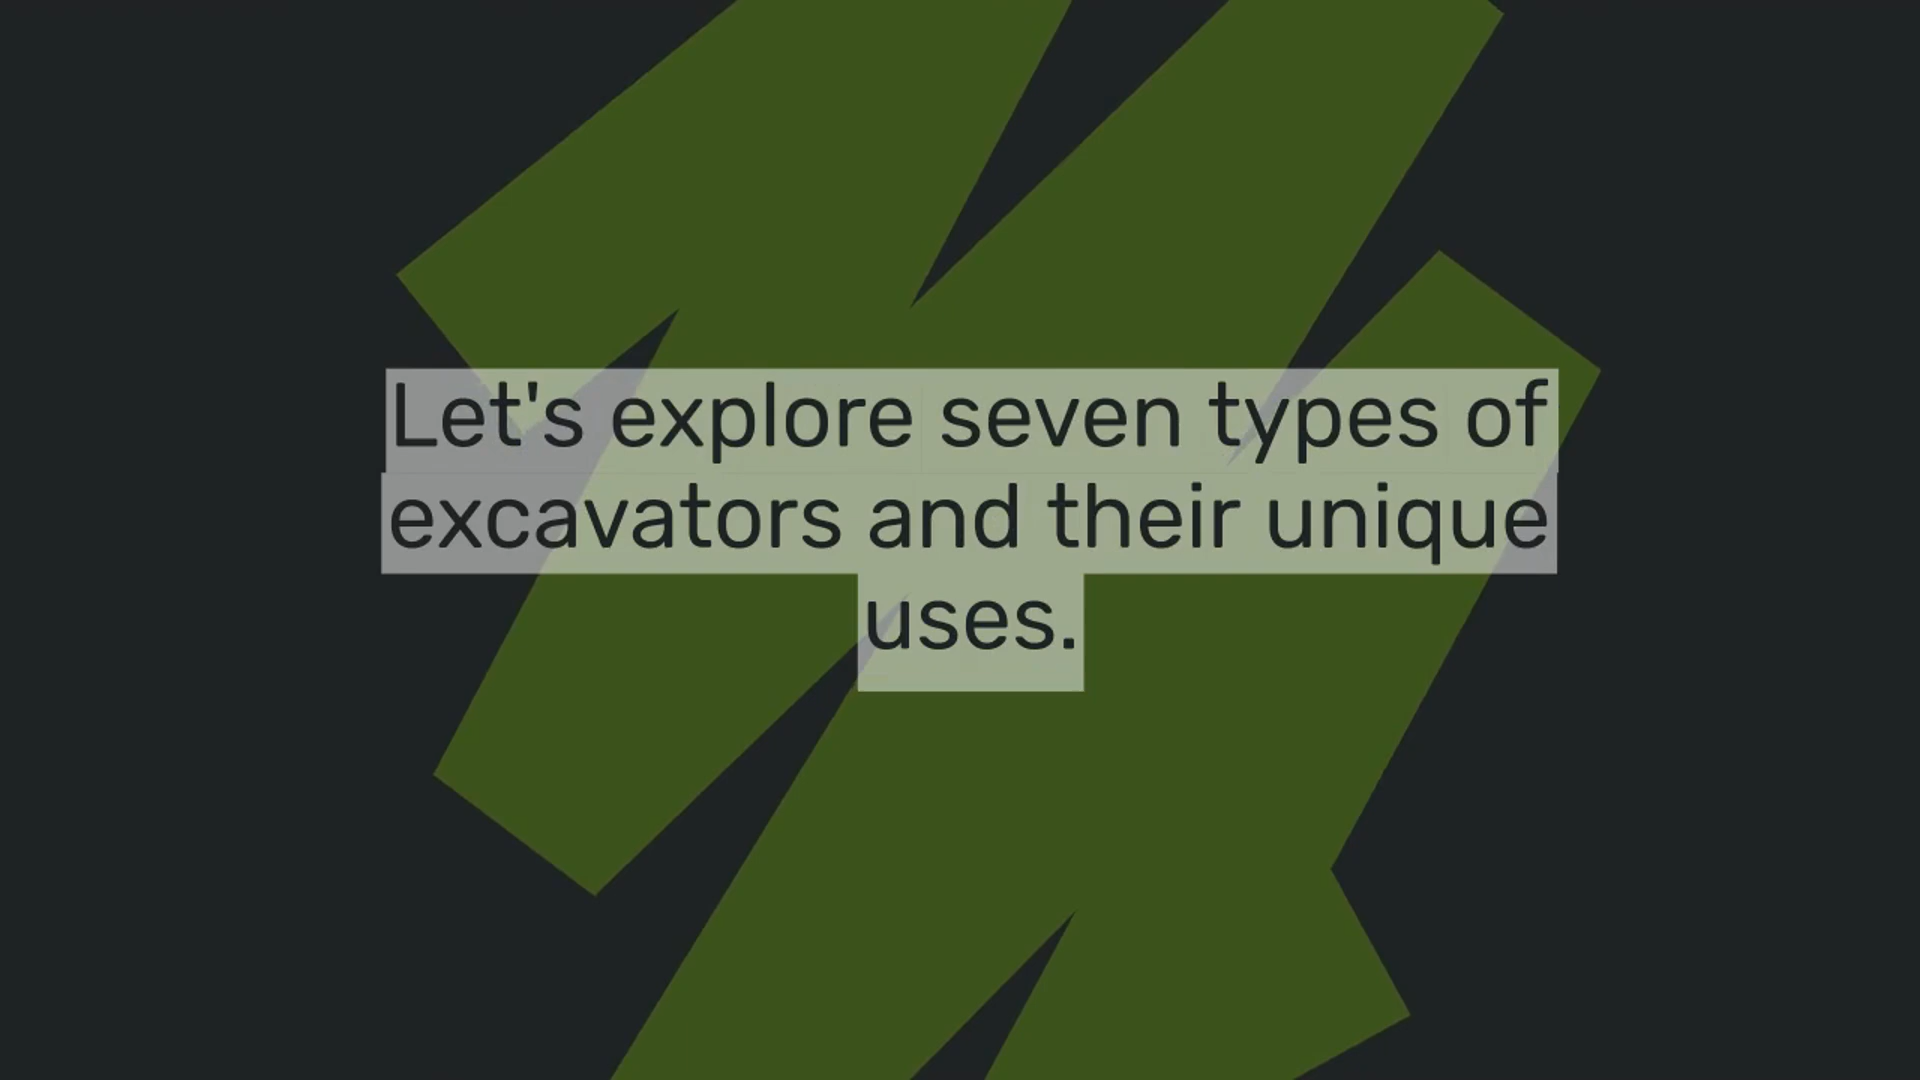 Let's explore seven types of
excavators and their unique
uses.